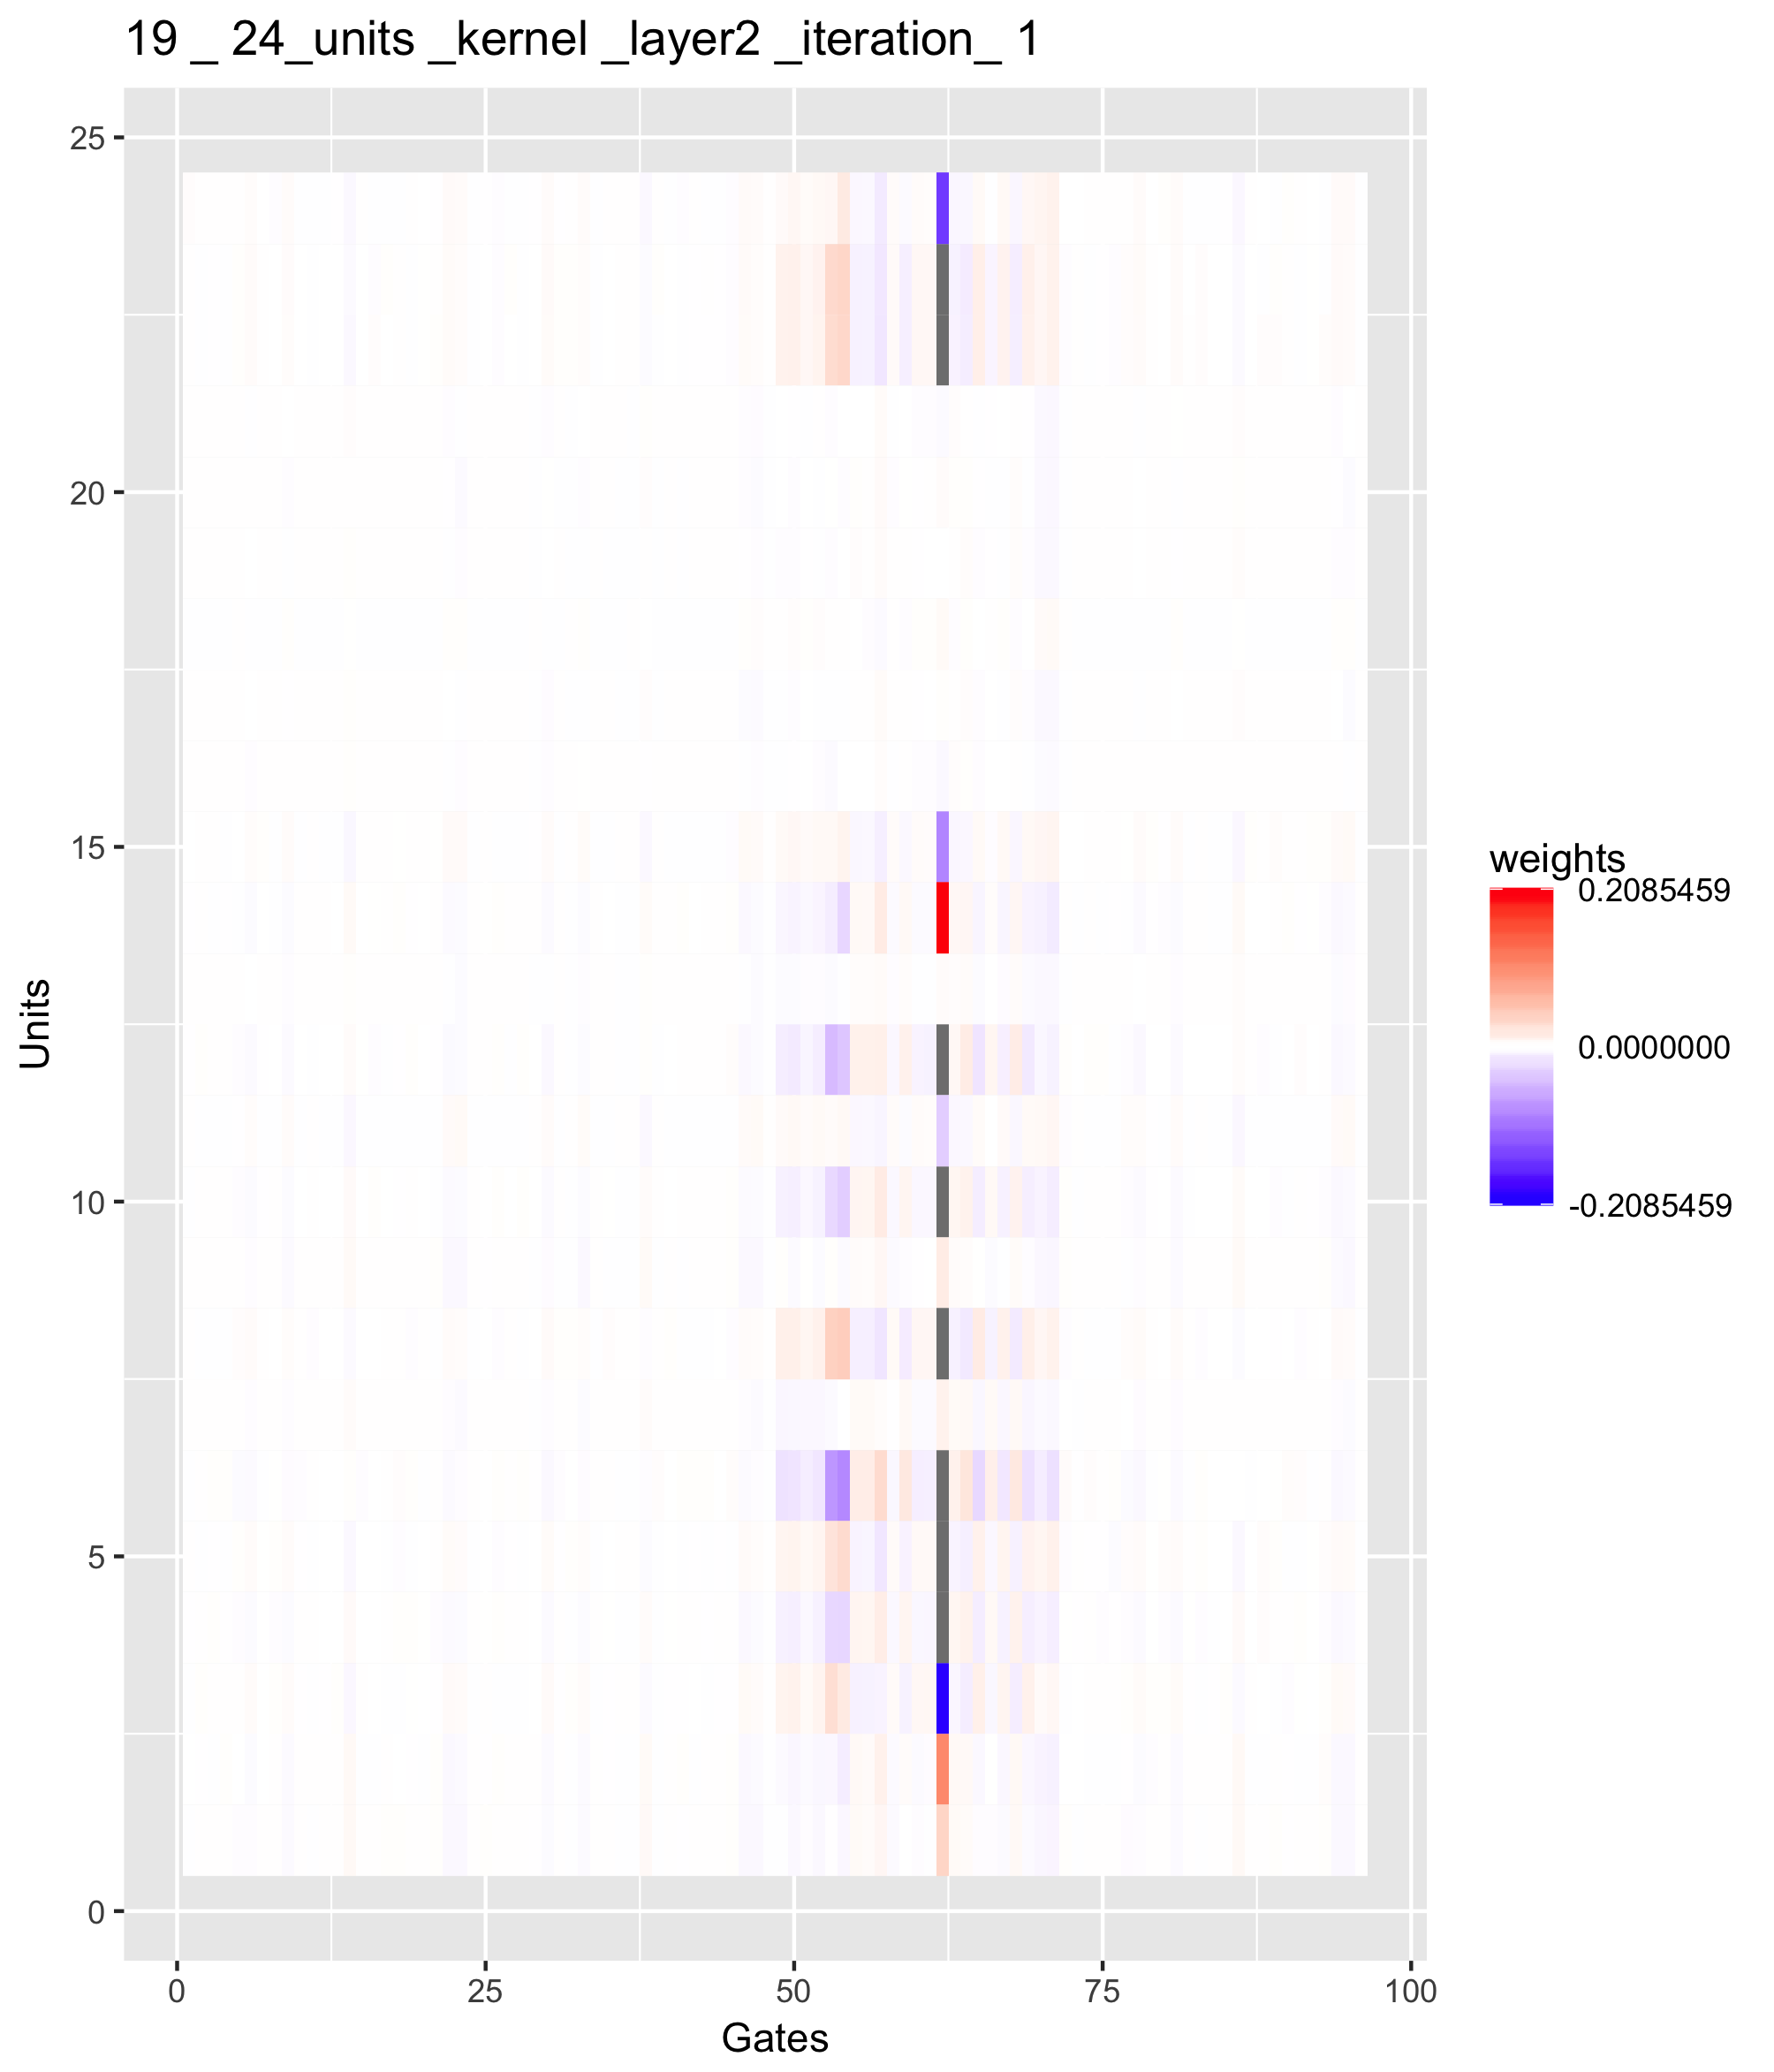 19 _ 24_units _kernel _layer2 _iteration_ 1
25
20
15
10
5
0
Units
0 25 50 75 100
Gates
weights
0.2085459
0.0000000
-0.2085459